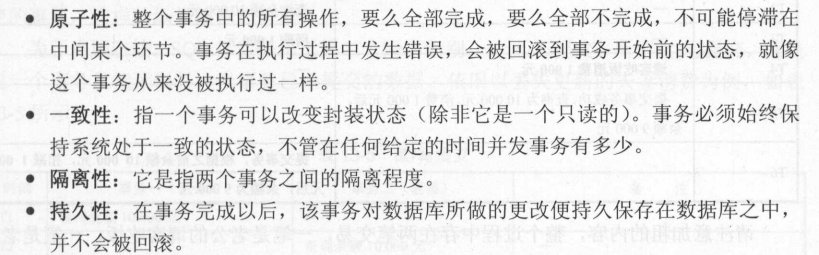 • 原子性：整个事务中的所有操作，要么全部完成，要么全部不完成，不可能停滞在
中间某个环节。事务在执行过程中发生错误，会被回滚到事务开始前的状态，就像
这个事务从来没被执行过一样。
• 一致性：指一个事务可以改变封装状态（除非它是一个只读的）。事务必须始终保
持系统处于一致的状态，不管在任何给定的时间并发事务有多少。
• 隔离性：它是指两个事务之间的隔离程度。
• 持久性：在事务完成以后，该事务对数据库所做的更改便持久保存在数据库之中，
并不会被回滚。